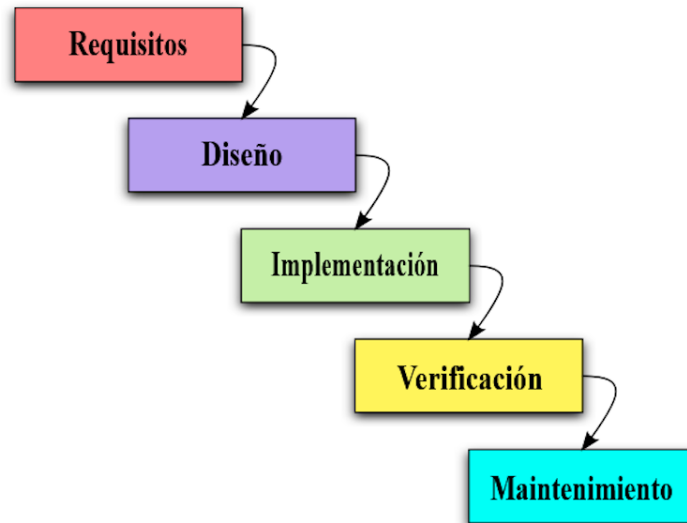 Requisitos
Diseño
Implementación
Verificación
Maintenimiento